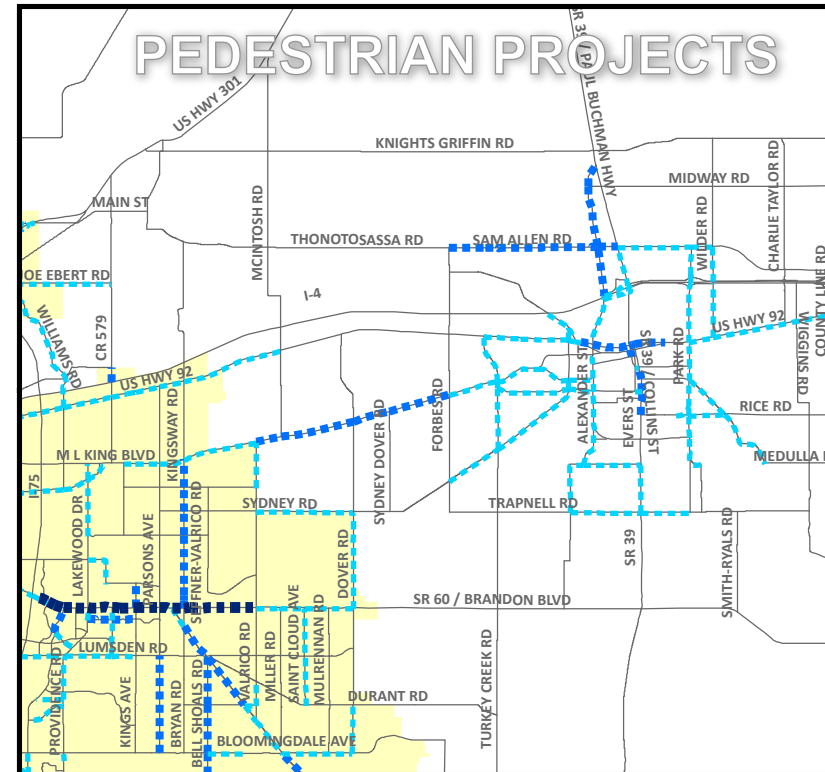 PEDESTRIAN PROJECTS
SR 39 / PAUL BUCHMAN HWY
US HWY 301
KNIGHTS GRIFFIN RD
MIDWAY RD
MAIN ST
MCINTOSH RD
WILDER RD
CHARLIE TAYLOR RD
THONOTOSASSA RD
SAM ALLEN RD
OE EBERT RD
I-4
COUNTY LINE RD
WILLIAMS RD
CR 579
US HWY 92
WIGGINS RD
US HWY 92
KINGSWAY RD
FORBES RD
ALEXANDER ST
EVERS ST
SR 39 / COLLINS ST
PARK RD
RICE RD
SYDNEY DOVER RD
M L KING BLVD
MEDULLA
I-75
LAKEWOOD DR
PARSONS AVE
SEFFNER-VALRICO RD
SYDNEY RD
TRAPNELL RD
DOVER RD
SR 39
SMITH-RYALS RD
SR 60 / BRANDON BLVD
LUMSDEN RD
PROVIDENCE RD
KINGS AVE
BRYAN RD
BELL SHOALS RD
VALRICO RD
MILLER RD
SAINT CLOUD AVE
MULRENNAN RD
DURANT RD
TURKEY CREEK RD
BLOOMINGDALE AVE